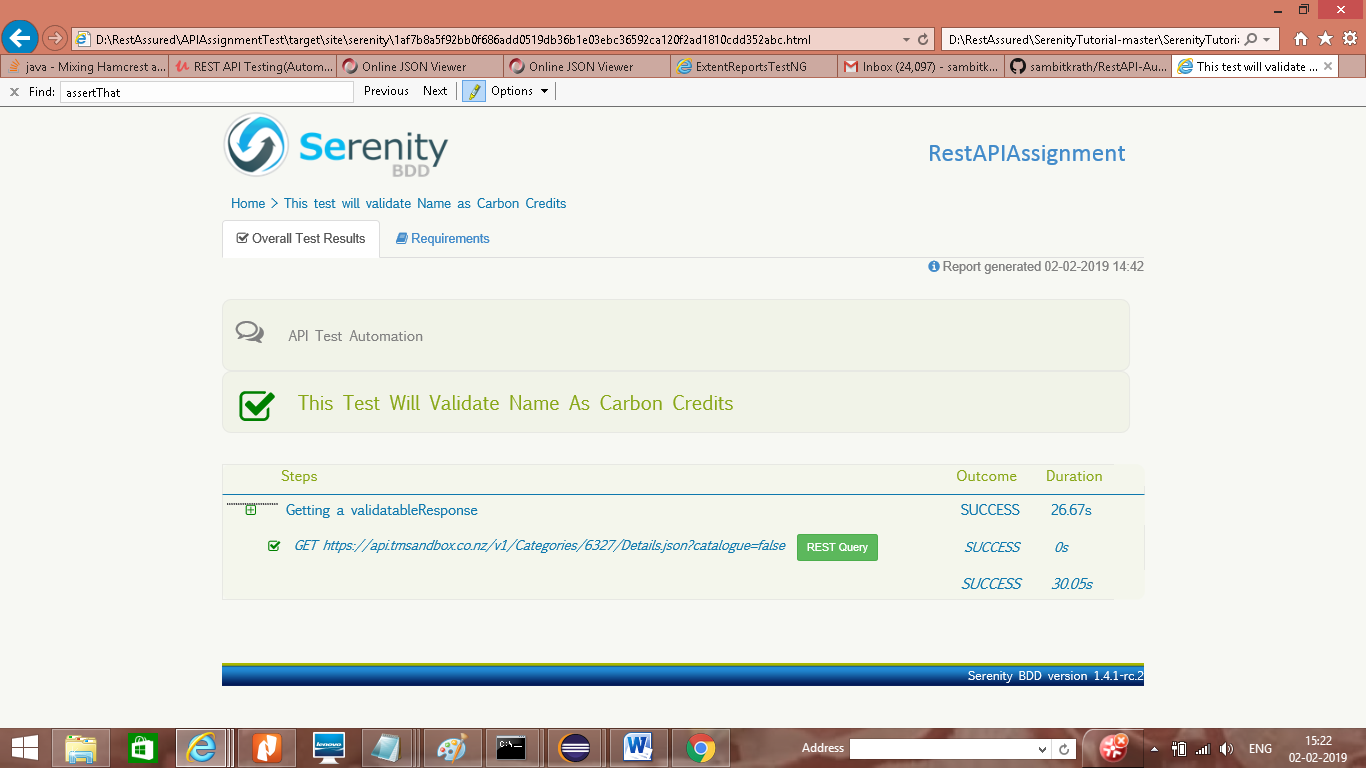 D:\RestAssured\APIAssignmentTest\target\site\serenity\1af7b8a5f92bb0f686add0519db36b1e03ebc36592ca120f2ad1810cdd352abc.html
D:\RestAssured\SerenityTutorial-master\SerenityTutori:
java - Mixing Hamcrest a...
REST API Testing(Autom...
Online JSON Viewer
Online JSON Viewer
ExtentReportsTestNG
Inbox (24,097) - sambitk...
sambitkrath/RestAPI-Au...
This test will validate ...
Find: assertThat Previous Next Options
Serenity
BDD
RestAPIAssignment
Home > This test will validate Name as Carbon Credits
Overall Test Results Requirements
Report generated 02-02-2019 14:42
API Test Automation
This Test Will Validate Name As Carbon Credits
Steps Outcome Duration
Getting a validatableResponse SUCCESS 26.67s
GET https://api.tmsandbox.co.nz/v1/Categories/6327/Details.json?catalogue=false REST Query SUCCESS 0s
SUCCESS 30.05s
Serenity BDD version 1.4.1-rc.2
lenovo
C:\
Address
ENG
15:22
02-02-2019